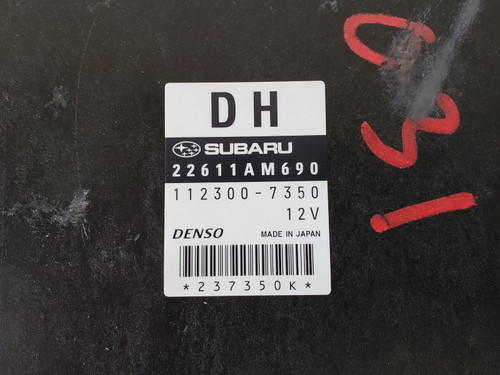 DH
SUBARU
22611AM690
112300-7350
12V
DENSO MADE IN JAPAN
*237350K*